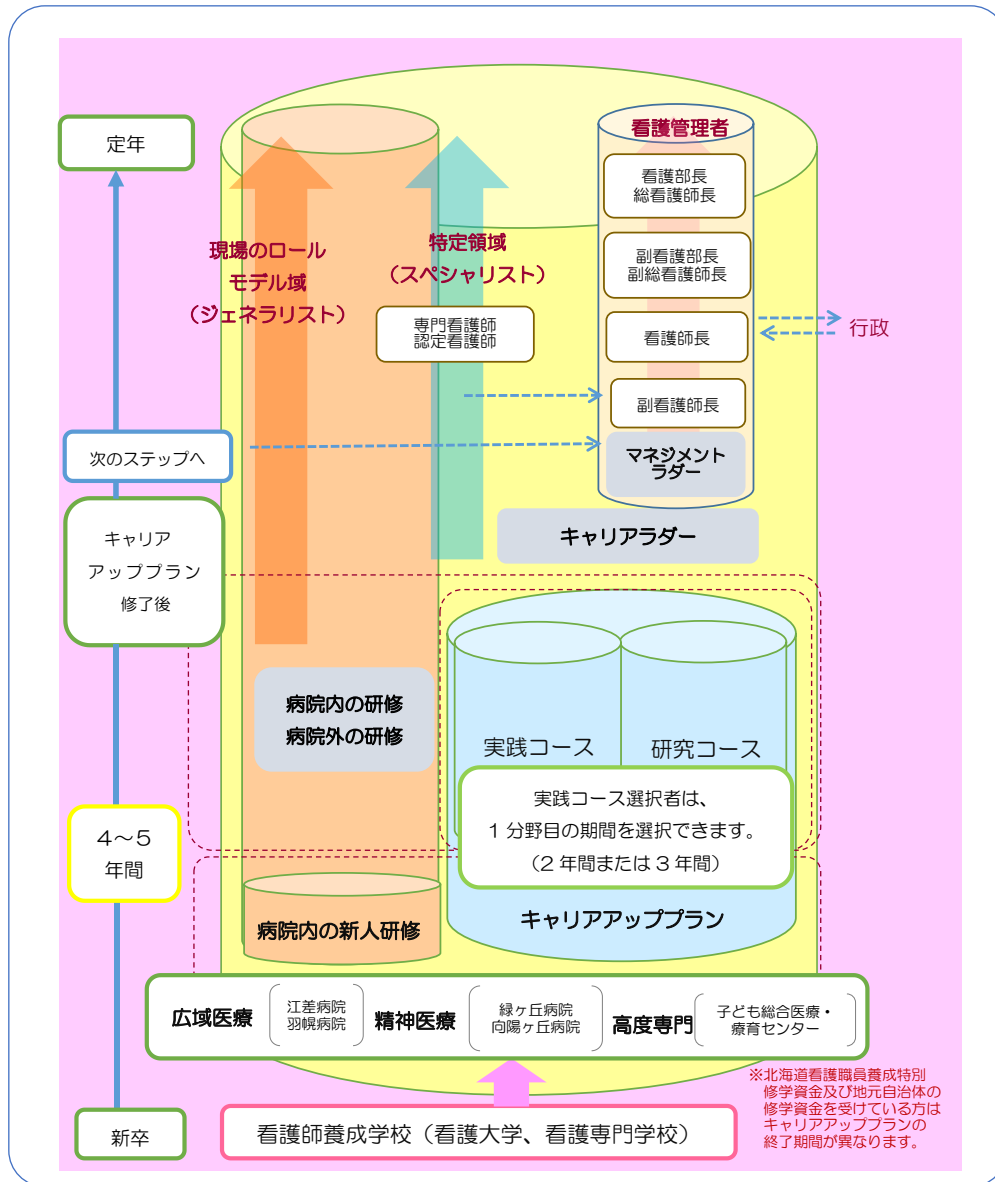 定年
看護管理者
看護部長
総看護師長
現場のロール
モデル域
（ジェネラリスト）
特定領域
（スペシャリスト）
副看護部長
副総看護師長
専門看護師
認定看護師
看護師長
行政
副看護師長
次のステップへ
マネジメント
ラダー
キャリア
アッププラン
修了後
キャリアラダー
病院内の研修
病院外の研修
実践コース
研究コース
実践コース選択者は、
1 分野目の期間を選択できます。
（2 年間または 3 年間）
4～5
年間
病院内の新人研修
キャリアアッププラン
広域医療
江差病院
羽幌病院
精神医療
緑ヶ丘病院
向陽ヶ丘病院
高度専門
子ども総合医療・
療育センター
※北海道看護職員養成特別
修学資金及び地元自治体の
修学資金を受けている方は
キャリアアッププランの
終了期間が異なります。
新卒
看護師養成学校（看護大学、看護専門学校）